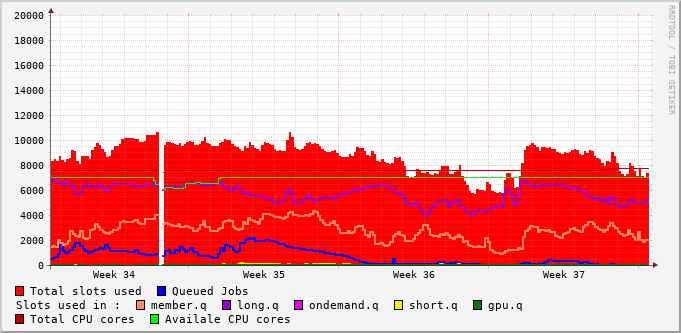 20000
18000
16000
14000
12000
10000
8000
6000
4000
2000
0
Week 34 Week 35 Week 36 Week 37
Total slots used Queued Jobs
Slots used in : member.q long.q ondemand.q short.q gpu.q
Total CPU cores Availale CPU cores
RRDTOOL / TOBI OETIKER